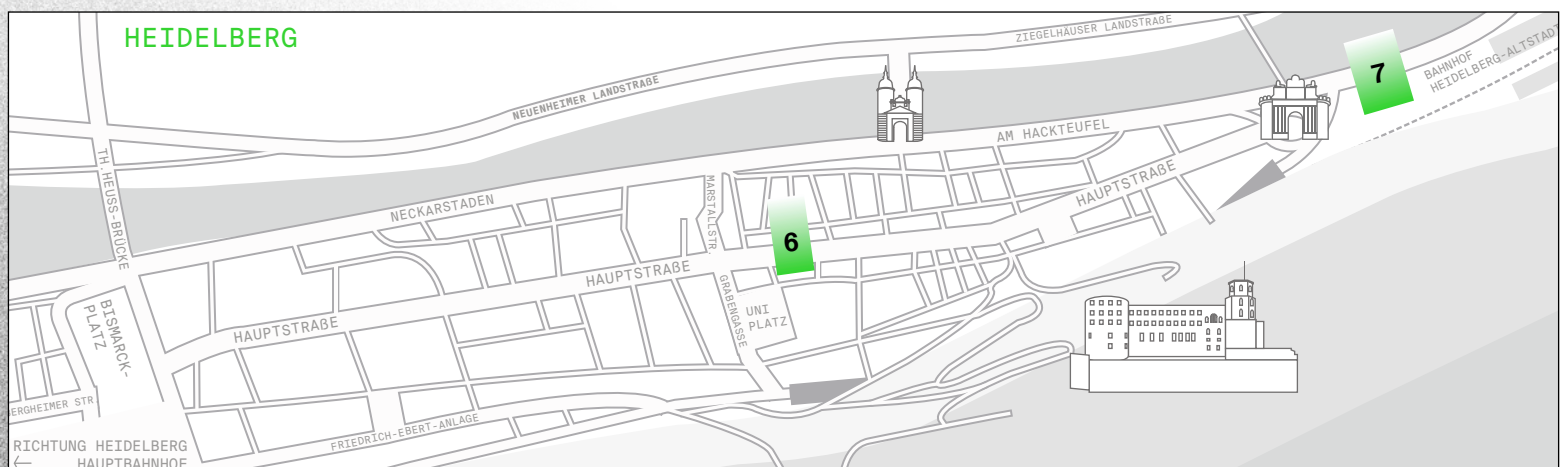 HEIDELBERG
ZIEGELHÄUSER LANDSTRAßE
NEUENHEIMER LANDSTRAßE
7
BAHNHOF
HEIDELBERG-ALTSTADT
AM HACKTEUFEL
TH.HEUSS-BRÜCKE
MARSTALLSTR.
HAUPTSTRAßE
NECKARSTADEN
6
HAUPTSTRAßE
GRABENGASSE
UNI
PLATZ
BISMARCK-
PLATZ
HAUPTSTRAßE
ERGHEIMER STR.
FRIEDRICH-EBERT-ANLAGE
RICHTUNG HEIDELBERG
← HAUPTBAHNHOF